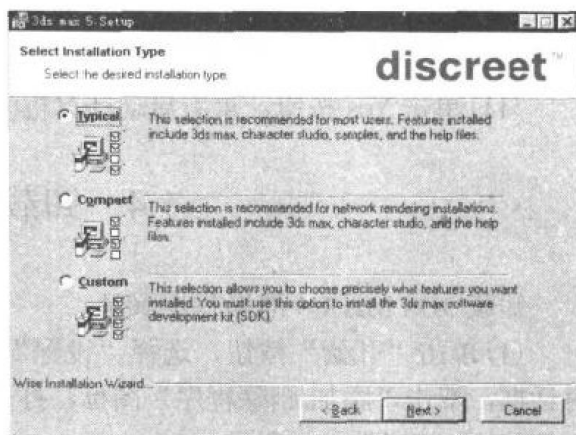 3ds max 5 Setup
Select Installation Type
Select the desired installation type.
discreet™
Typical
This selection is recommended for most users. Features installed
include 3ds max, character studio, samples, and the help files.
Compact
This selection is recommended for network rendering installations.
Features installed include 3ds max, character studio, and the help
files.
Custom
This selection allows you to choose precisely what features you want
installed. You must use this option to install the 3ds max software
development kit (SDK).
Wise Installation Wizard...
< Back
Next >
Cancel